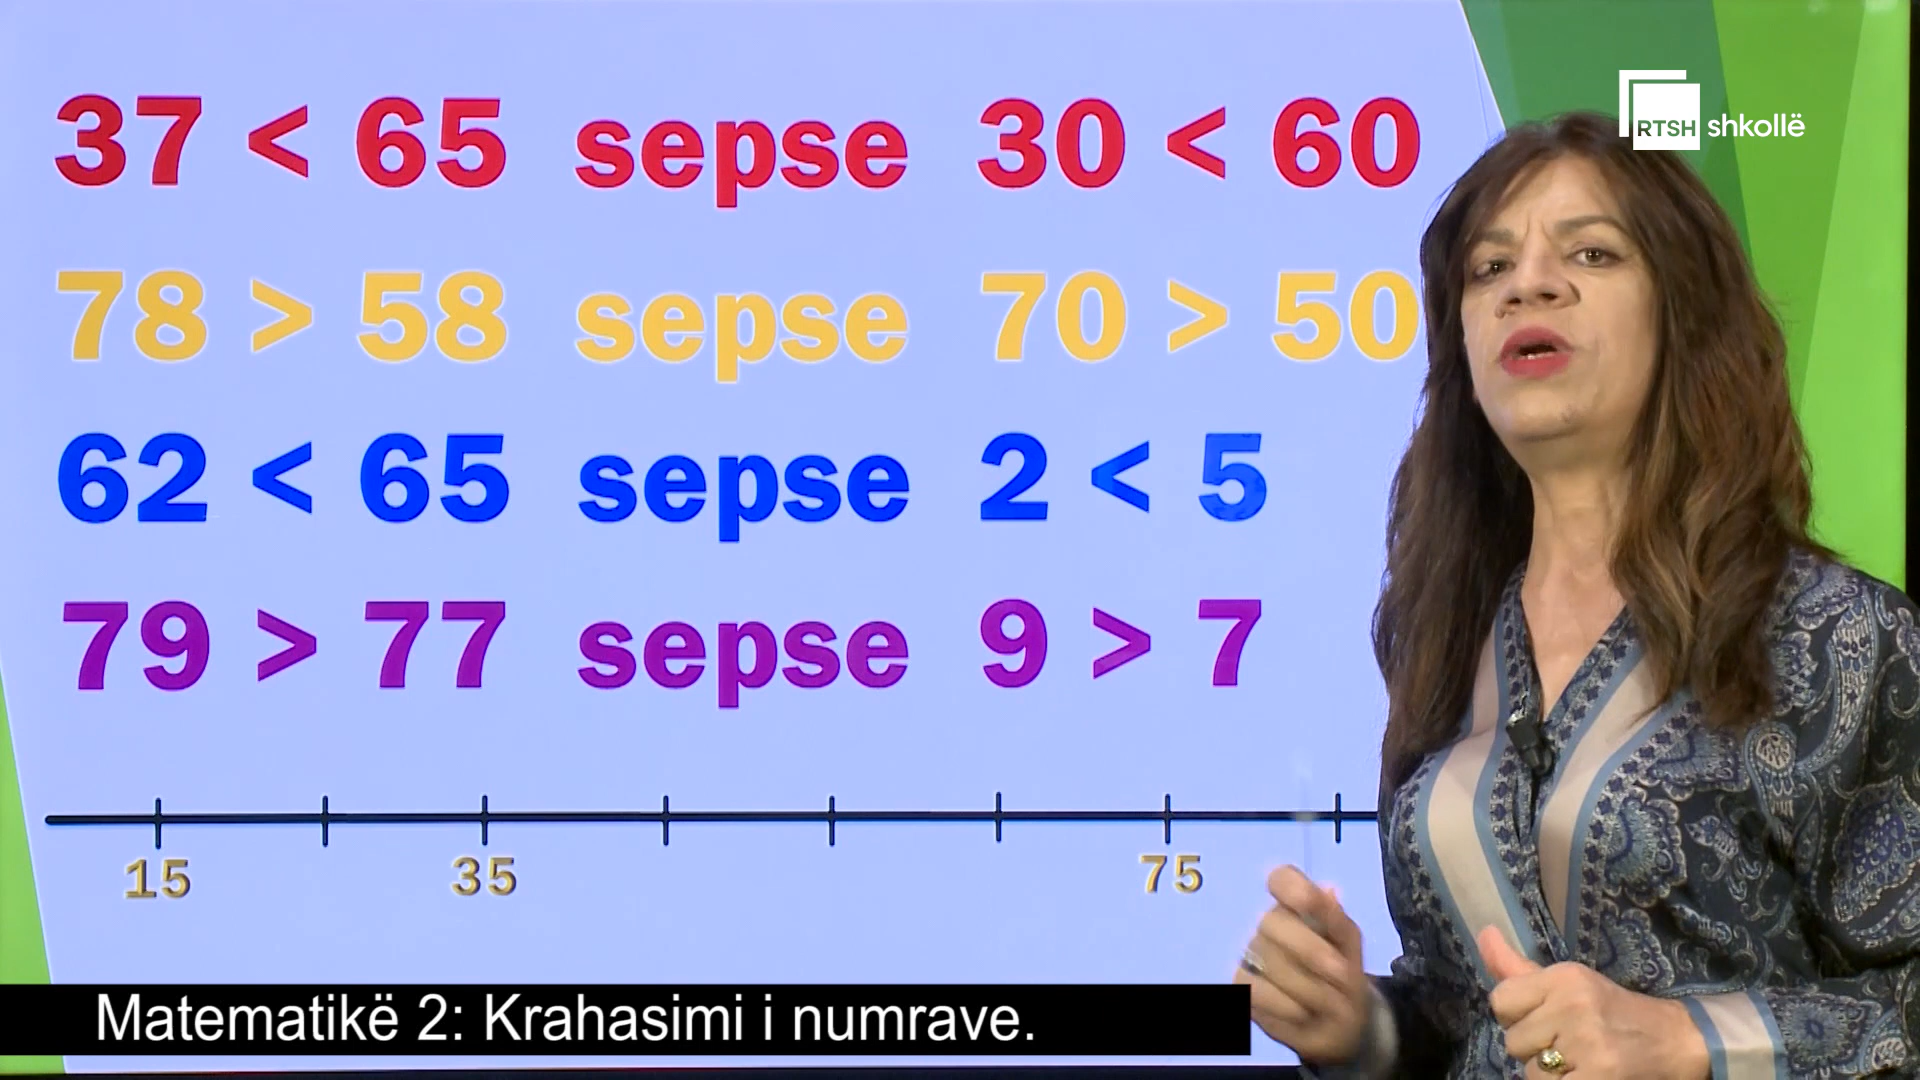 RTSH shkollë
37 < 65 sepse 30 < 60
78 > 58 sepse 70 > 50
62 < 65 sepse 2 < 5
79 > 77 sepse 9 > 7
15 35 75
Matematikë 2: Krahasimi i numrave.